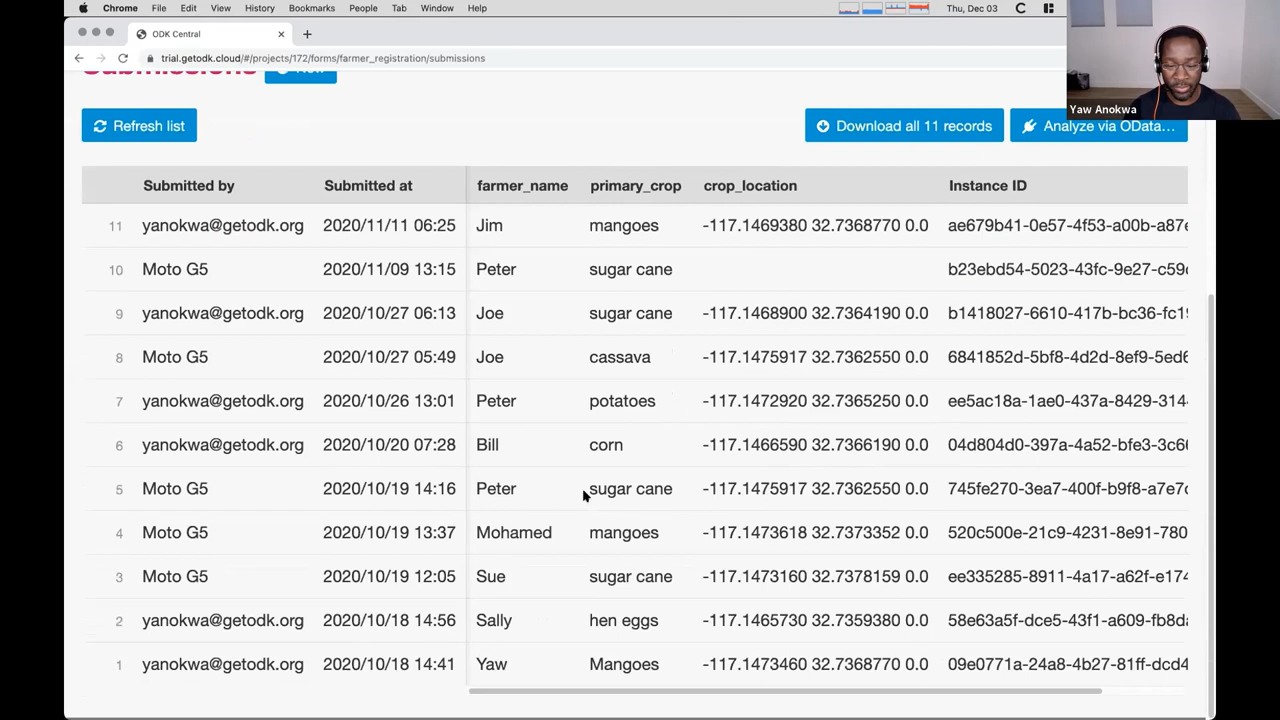 Chrome File Edit View History Bookmarks People Tab Window Help Thu, Dec 03
ODK Central
trial.getodk.cloud/#/projects/172/forms/farmer_registration/submissions
Yaw Anokwa
Submissions
Refresh list Download all 11 records Analyze via OData...
Submitted by Submitted at farmer_name primary_crop crop_location Instance ID
11 yanokwa@getodk.org 2020/11/11 06:25 Jim mangoes -117.1469380 32.7368770 0.0 ae679b41-0e57-4f53-a00b-a87e
10 Moto G5 2020/11/09 13:15 Peter sugar cane b23ebd54-5023-43fc-9e27-c59
9 yanokwa@getodk.org 2020/10/27 06:13 Joe sugar cane -117.1468900 32.7364190 0.0 b1418027-6610-417b-bc36-fc19
8 Moto G5 2020/10/27 05:49 Joe cassava -117.1475917 32.7362550 0.0 6841852d-5bf8-4d2d-8ef9-5ed6
7 yanokwa@getodk.org 2020/10/26 13:01 Peter potatoes -117.1472920 32.7365250 0.0 ee5ac18a-1ae0-437a-8429-314
6 yanokwa@getodk.org 2020/10/20 07:28 Bill corn -117.1466590 32.7366190 0.0 04d804d0-397a-4a52-bfe3-3c6
5 Moto G5 2020/10/19 14:16 Peter sugar cane -117.1475917 32.7362550 0.0 745fe270-3ea7-400f-b9f8-a7e7
4 Moto G5 2020/10/19 13:37 Mohamed mangoes -117.1473618 32.7373352 0.0 520c500e-21c9-4231-8e91-780
3 Moto G5 2020/10/19 12:05 Sue sugar cane -117.1473160 32.7378159 0.0 ee335285-8911-4a17-a62f-e174
2 yanokwa@getodk.org 2020/10/18 14:56 Sally hen eggs -117.1465730 32.7359380 0.0 58e63a5f-dce5-43f1-a609-fb8d
1 yanokwa@getodk.org 2020/10/18 14:41 Yaw Mangoes -117.1473460 32.7368770 0.0 09e0771a-24a8-4b27-81ff-dcd4